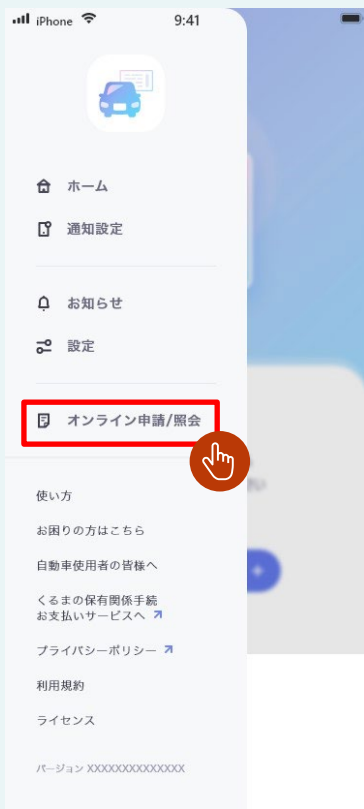 iPhone 9:41
ホーム
通知設定
お知らせ
設定
オンライン申請/照会
使い方
お困りの方はこちら
自動車使用者の皆様へ
くるまの保有関係手続
お支払いサービスへ
プライバシーポリシー
利用規約
ライセンス
バージョン XXXXXXXXXXXXXX